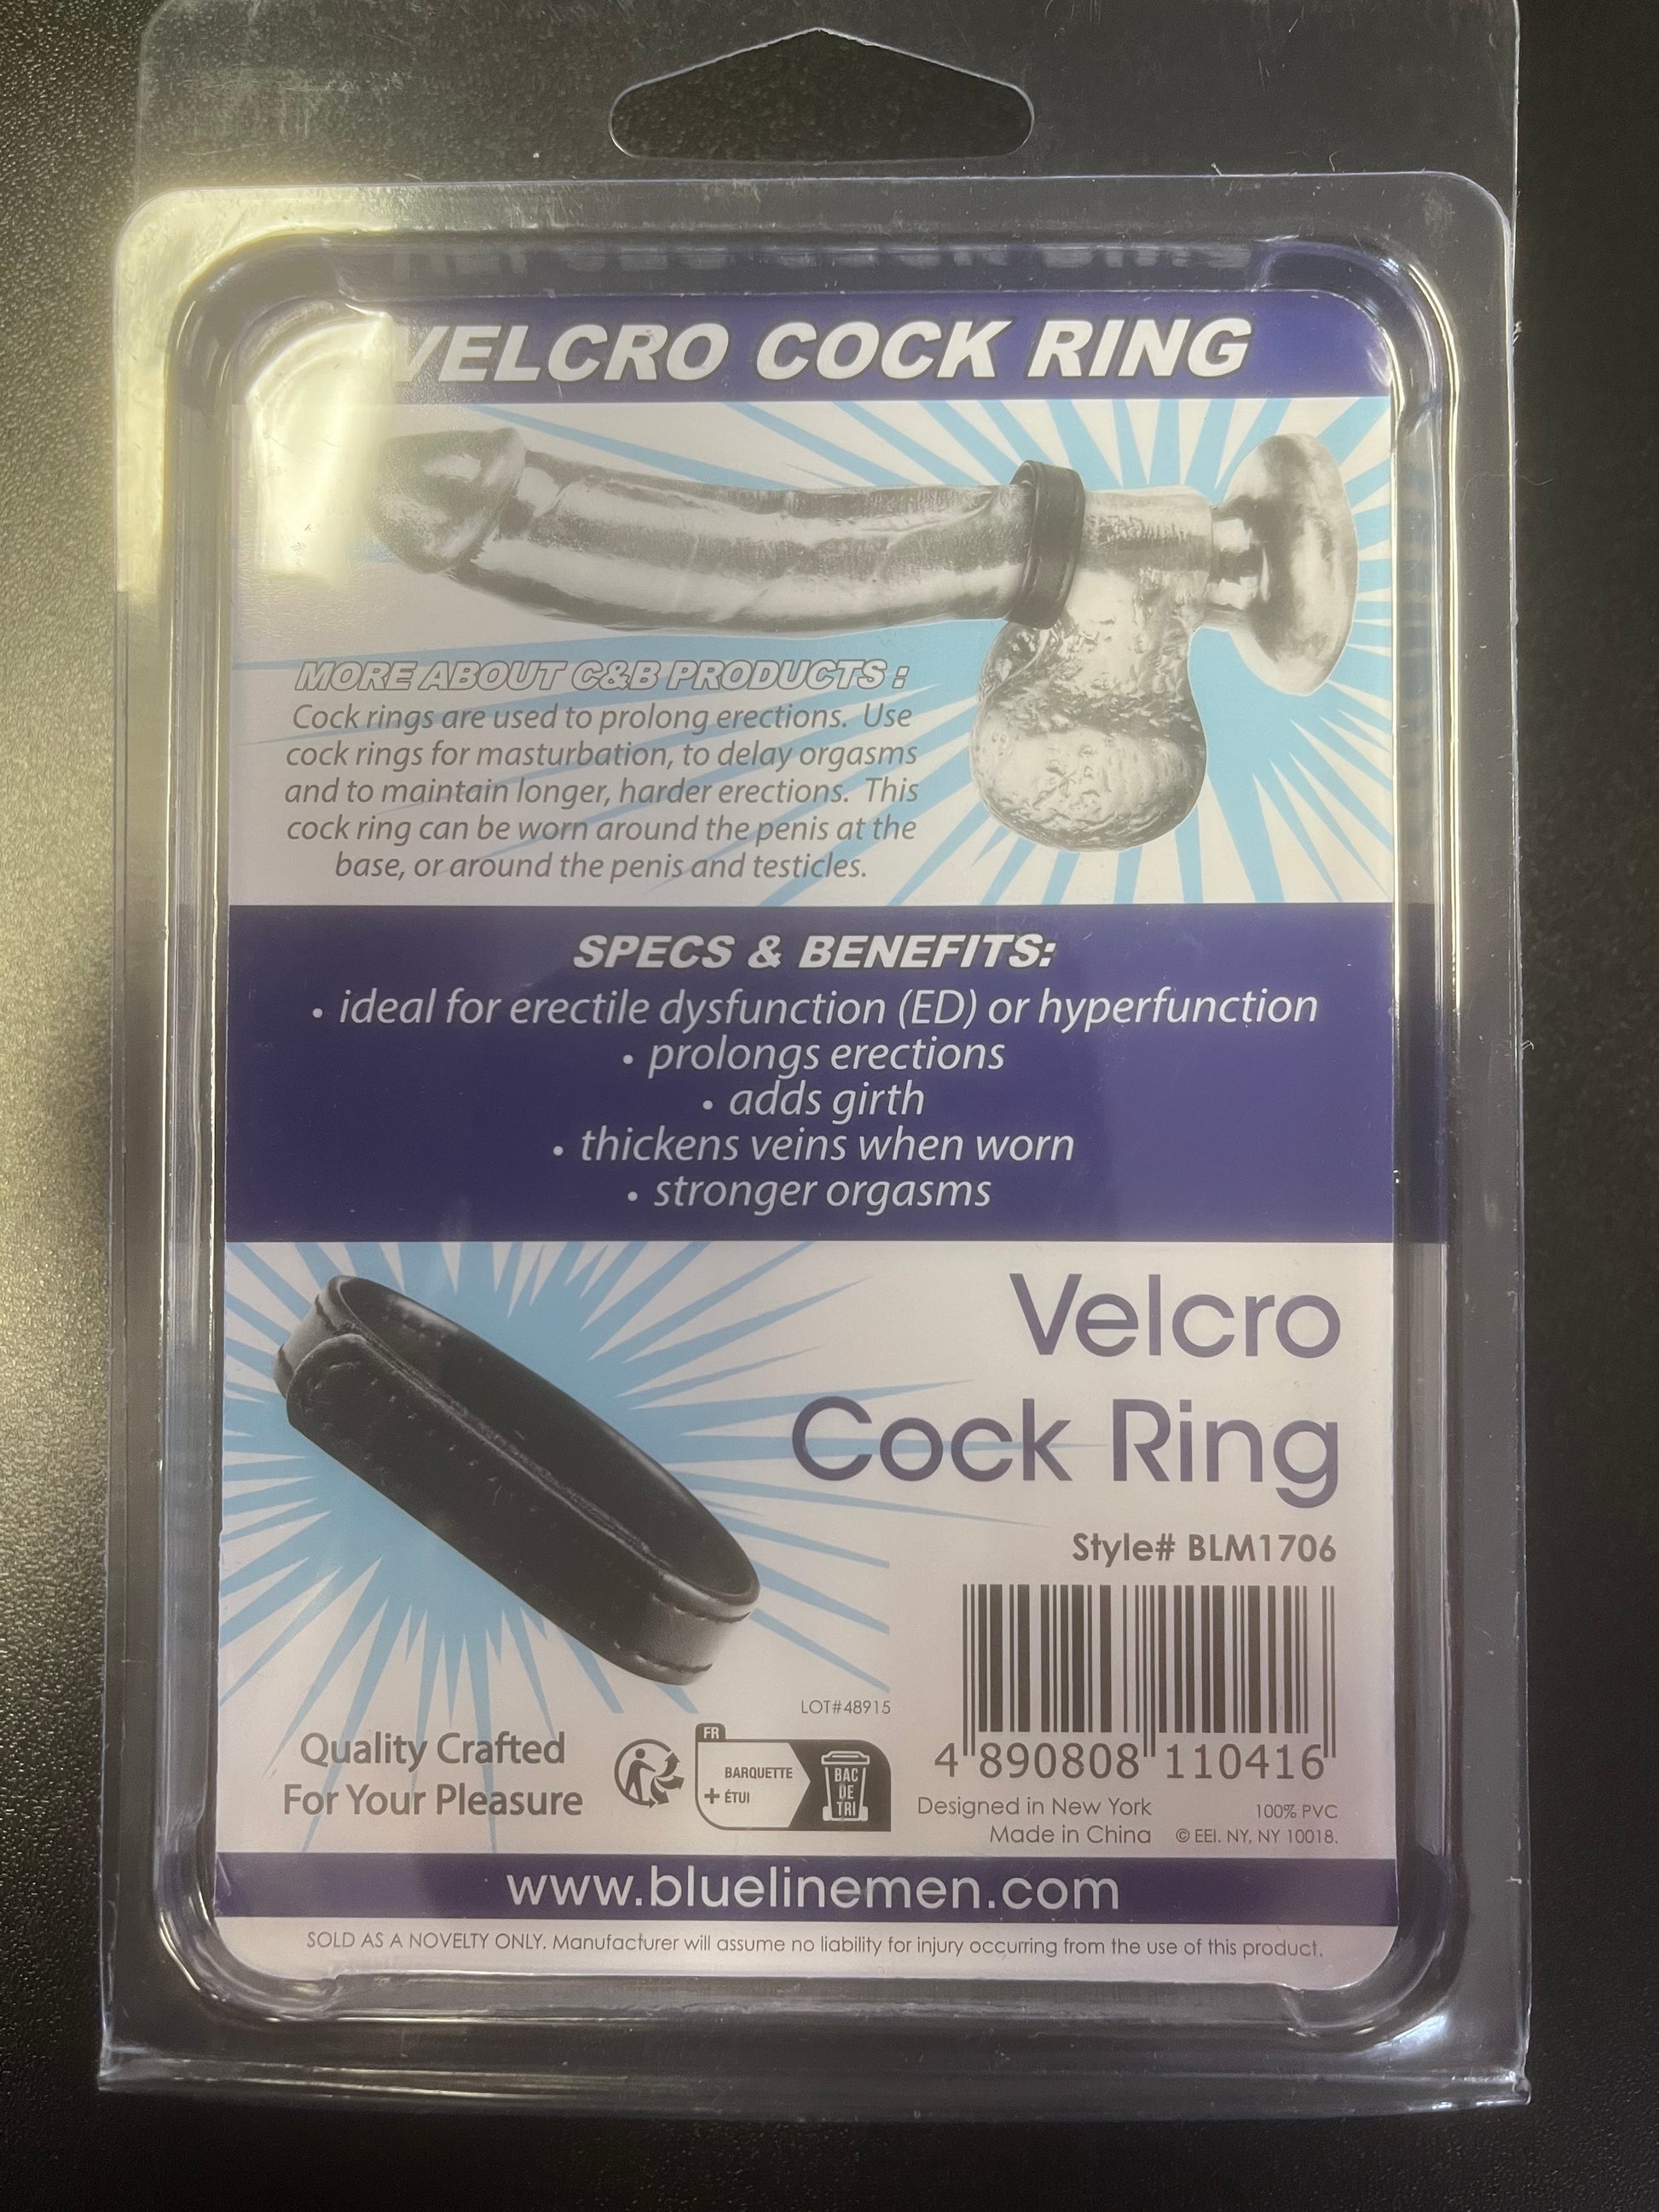 VELCRO COCK RING
MORE ABOUT C&B PRODUCTS :
Cock rings are used to prolong erections. Use
cock rings for masturbation, to delay orgasms
and to maintain longer, harder erections. This
cock ring can be worn around the penis at the
base, or around the penis and testicles.
SPECS & BENEFITS:
• ideal for erectile dysfunction (ED) or hyperfunction
• prolongs erections
• adds girth
• thickens veins when worn
• stronger orgasms
Velcro
Cock Ring
Style# BLM1706
LOT#48915
Quality Crafted
For Your Pleasure
FR
BARQUETTE
+ ÉTUI
BAC
DE
TRI
4 890808 110416
Designed in New York
Made in China
100% PVC
© EEI. NY, NY 10018.
www.bluelinemen.com
SOLD AS A NOVELTY ONLY. Manufacturer will assume no liability for injury occurring from the use of this product.